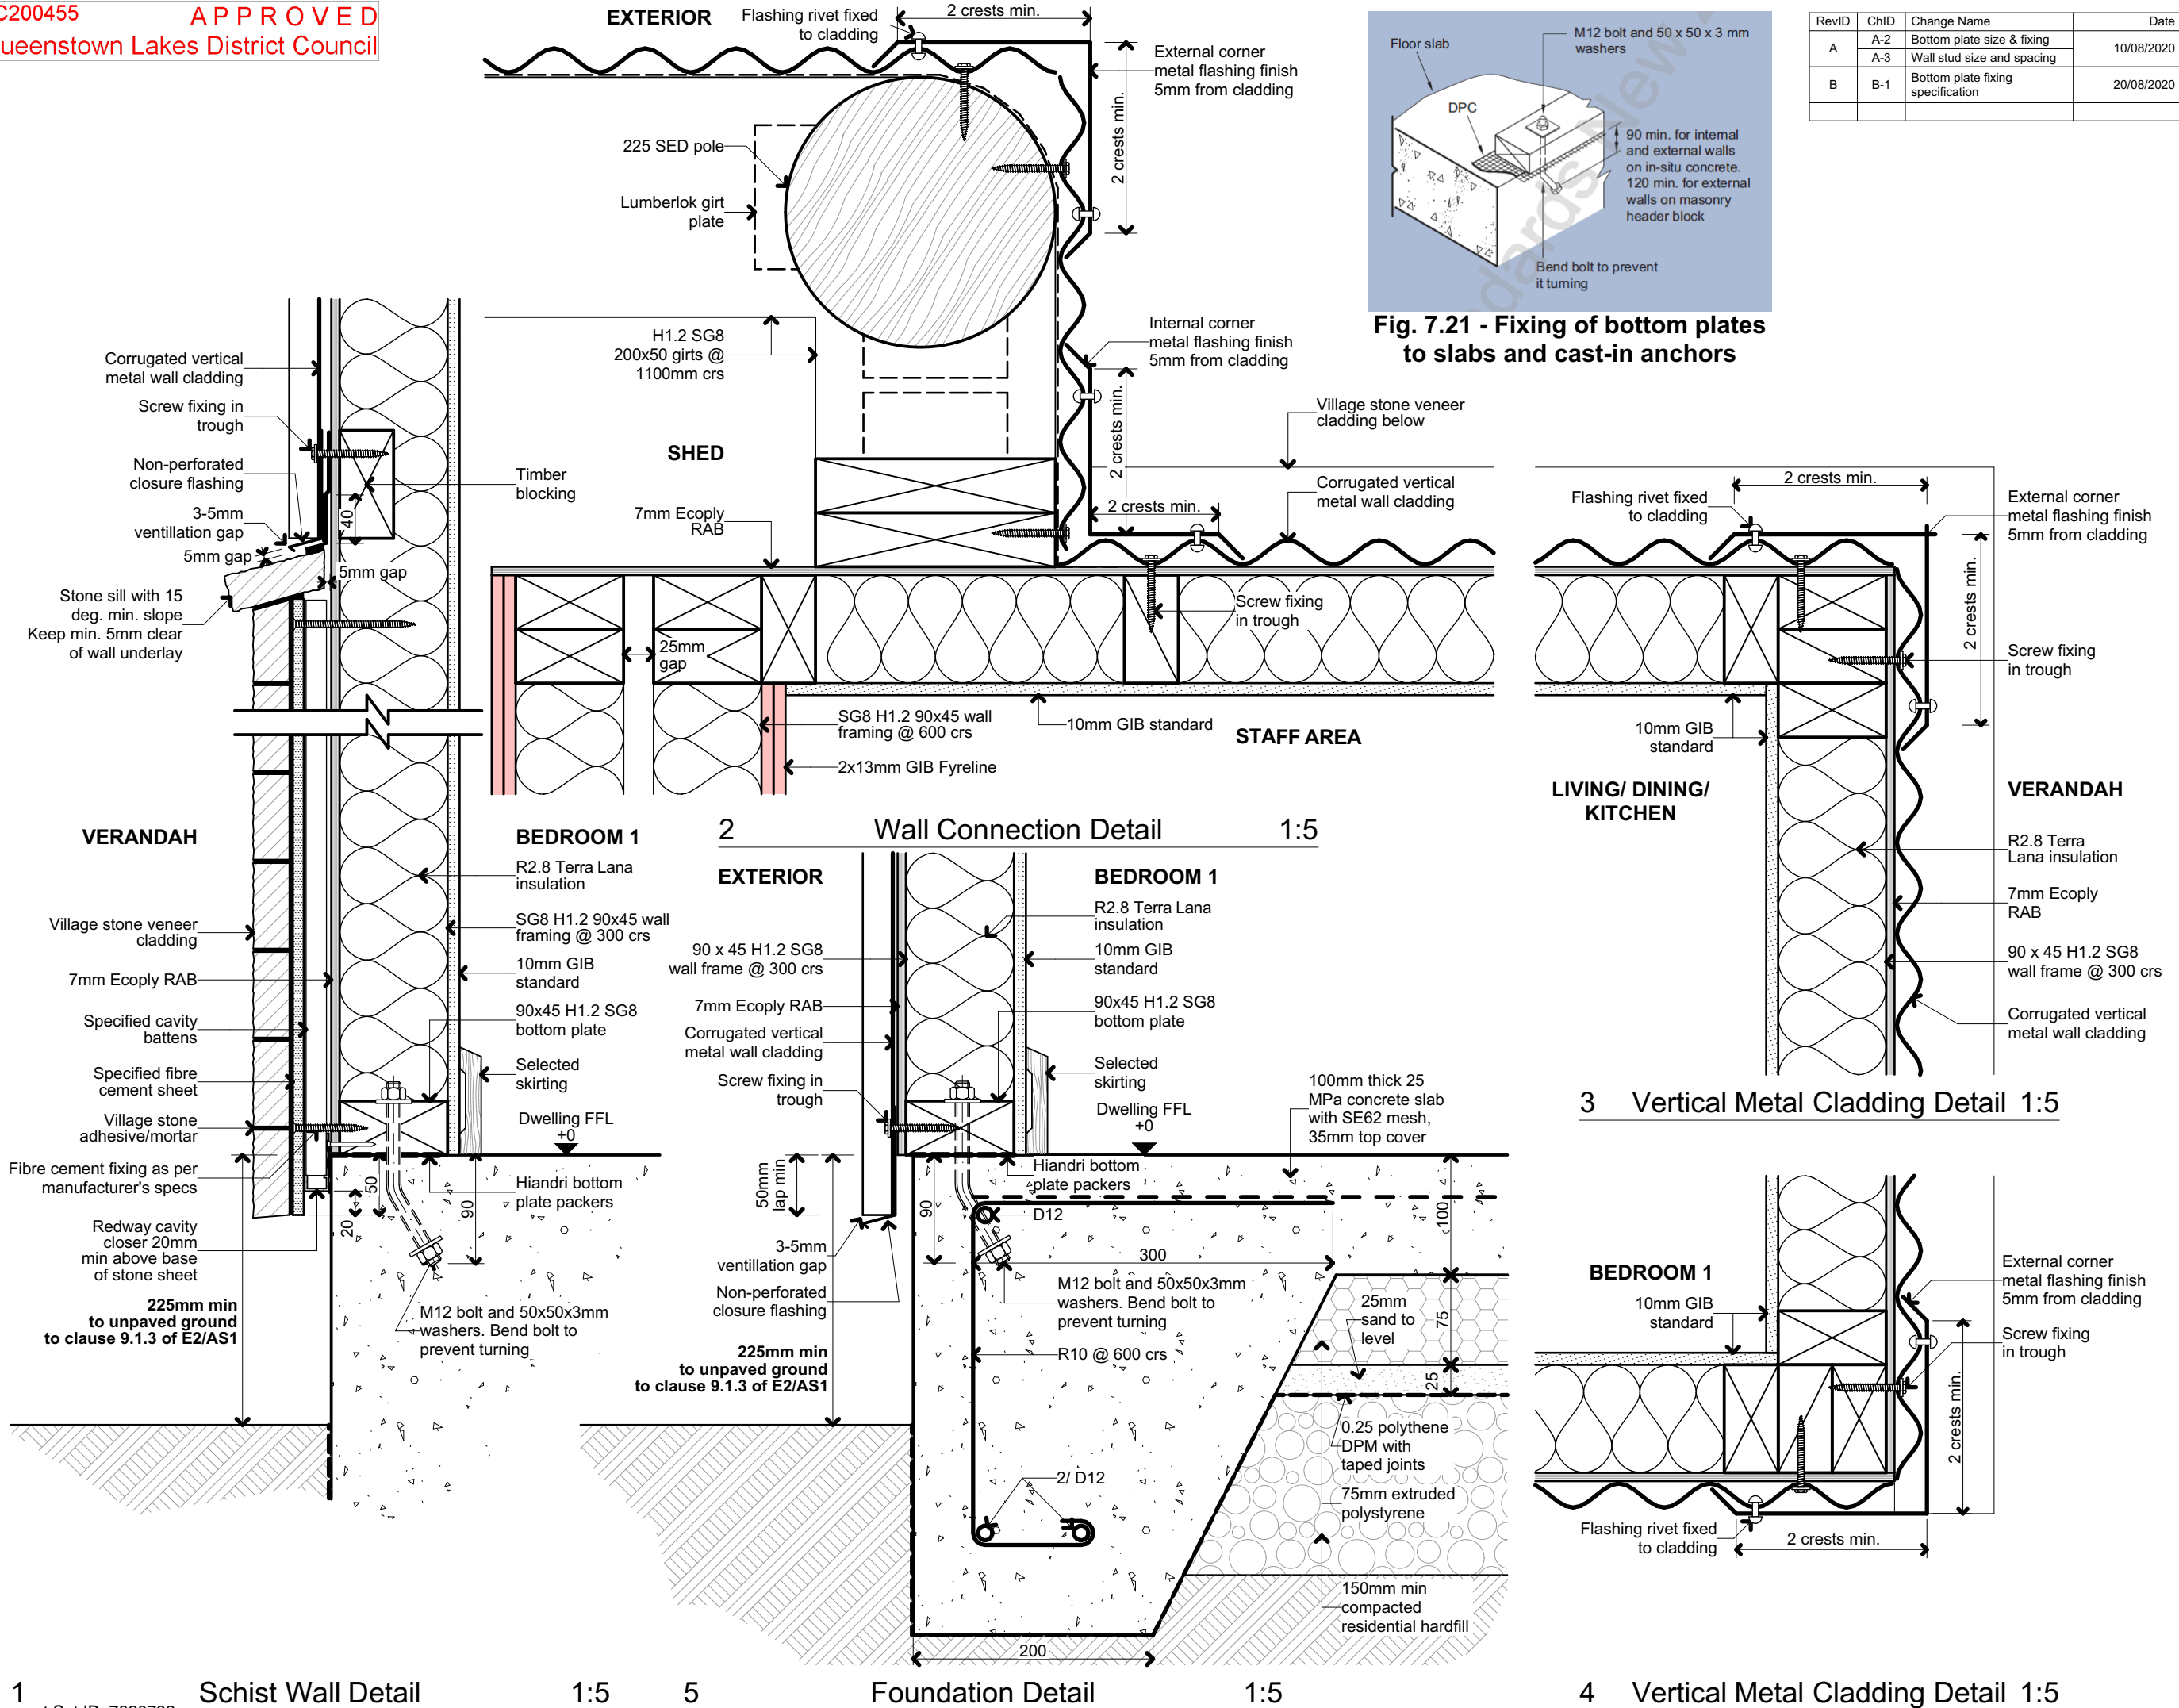 C200455 APPROVED
ueenstown Lakes District Council
EXTERIOR
Flashing rivet fixed
to cladding
2 crests min.
External corner
metal flashing finish
5mm from cladding
2 crests min.
225 SED pole
Lumberlok girt
plate
H1.2 SG8
200x50 girts @
1100mm crs
Internal corner
metal flashing finish
5mm from cladding
2 crests min.
Village stone veneer
cladding below
SHED
7mm Ecoply
RAB
2 crests min.
Corrugated vertical
metal wall cladding
Screw fixing
in trough
25mm
gap
SG8 H1.2 90x45 wall
framing @ 600 crs
10mm GIB standard
STAFF AREA
2x13mm GIB Fyreline
2 Wall Connection Detail 1:5
Floor slab
M12 bolt and 50 x 50 x 3 mm
washers
DPC
90 min. for internal
and external walls
on in-situ concrete.
120 min. for external
walls on masonry
header block
Bend bolt to prevent
it turning
Fig. 7.21 - Fixing of bottom plates
to slabs and cast-in anchors
RevID ChID Change Name Date
A A-2 Bottom plate size & fixing 10/08/2020
A-3 Wall stud size and spacing
B B-1 Bottom plate fixing
specification 20/08/2020
Corrugated vertical
metal wall cladding
Screw fixing in
trough
Non-perforated
closure flashing
3-5mm
ventillation gap
5mm gap
40
5mm gap
Timber
blocking
Stone sill with 15
deg. min. slope
Keep min. 5mm clear
of wall underlay
VERANDAH
BEDROOM 1
R2.8 Terra Lana
insulation
Village stone veneer
cladding
SG8 H1.2 90x45 wall
framing @ 300 crs
7mm Ecoply RAB
10mm GIB
standard
Specified cavity
battens
90x45 H1.2 SG8
bottom plate
Specified fibre
cement sheet
Selected
skirting
Village stone
adhesive/mortar
Dwelling FFL
+0
Fibre cement fixing as per
manufacturer's specs
Hiandri bottom
plate packers
50
20
90
Redway cavity
closer 20mm
min above base
of stone sheet
225mm min
to unpaved ground
to clause 9.1.3 of E2/AS1
M12 bolt and 50x50x3mm
washers. Bend bolt to
prevent turning
1 Schist Wall Detail 1:5
EXTERIOR
BEDROOM 1
R2.8 Terra Lana
insulation
90 x 45 H1.2 SG8
wall frame @ 300 crs
10mm GIB
standard
7mm Ecoply RAB
90x45 H1.2 SG8
bottom plate
Corrugated vertical
metal wall cladding
Selected
skirting
Screw fixing in
trough
Dwelling FFL
+0
100mm thick 25
MPa concrete slab
with SE62 mesh,
35mm top cover
50mm
lap min
Hiandri bottom
plate packers
90
D12
100
300
3-5mm
ventillation gap
Non-perforated
closure flashing
M12 bolt and 50x50x3mm
washers. Bend bolt to
prevent turning
25mm
sand to
level
75
225mm min
to unpaved ground
to clause 9.1.3 of E2/AS1
R10 @ 600 crs
25
0.25 polythene
DPM with
taped joints
2/ D12
75mm extruded
polystyrene
150mm min
compacted
residential hardfill
200
5 Foundation Detail 1:5
2 crests min.
Flashing rivet fixed
to cladding
External corner
metal flashing finish
5mm from cladding
2 crests min.
Screw fixing
in trough
10mm GIB
standard
LIVING/ DINING/
KITCHEN
VERANDAH
R2.8 Terra
Lana insulation
7mm Ecoply
RAB
90 x 45 H1.2 SG8
wall frame @ 300 crs
Corrugated vertical
metal wall cladding
3 Vertical Metal Cladding Detail 1:5
BEDROOM 1
10mm GIB
standard
External corner
metal flashing finish
5mm from cladding
Screw fixing
in trough
2 crests min.
Flashing rivet fixed
to cladding
2 crests min.
4 Vertical Metal Cladding Detail 1:5